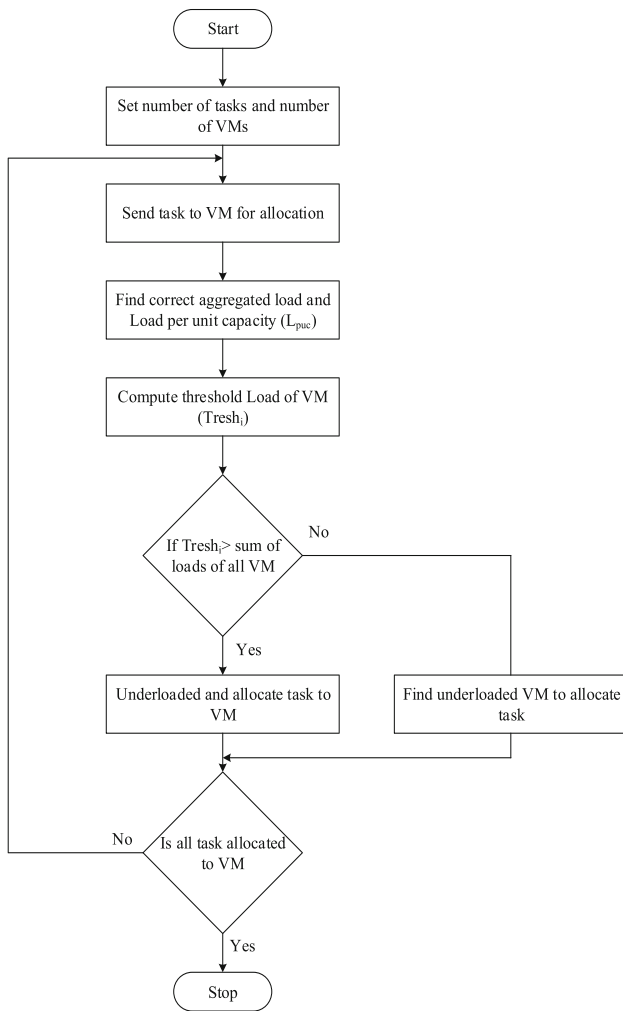 Start
Set number of tasks and number
of VMs
Send task to VM for allocation
Find correct aggregated load and
Load per unit capacity (Lpuc)
Compute threshold Load of VM
(Treshi)
If Treshi> sum of
loads of all VM
No
Yes
Underloaded and allocate task to
VM
Find underloaded VM to allocate
task
Is all task allocated
to VM
No
Yes
Stop